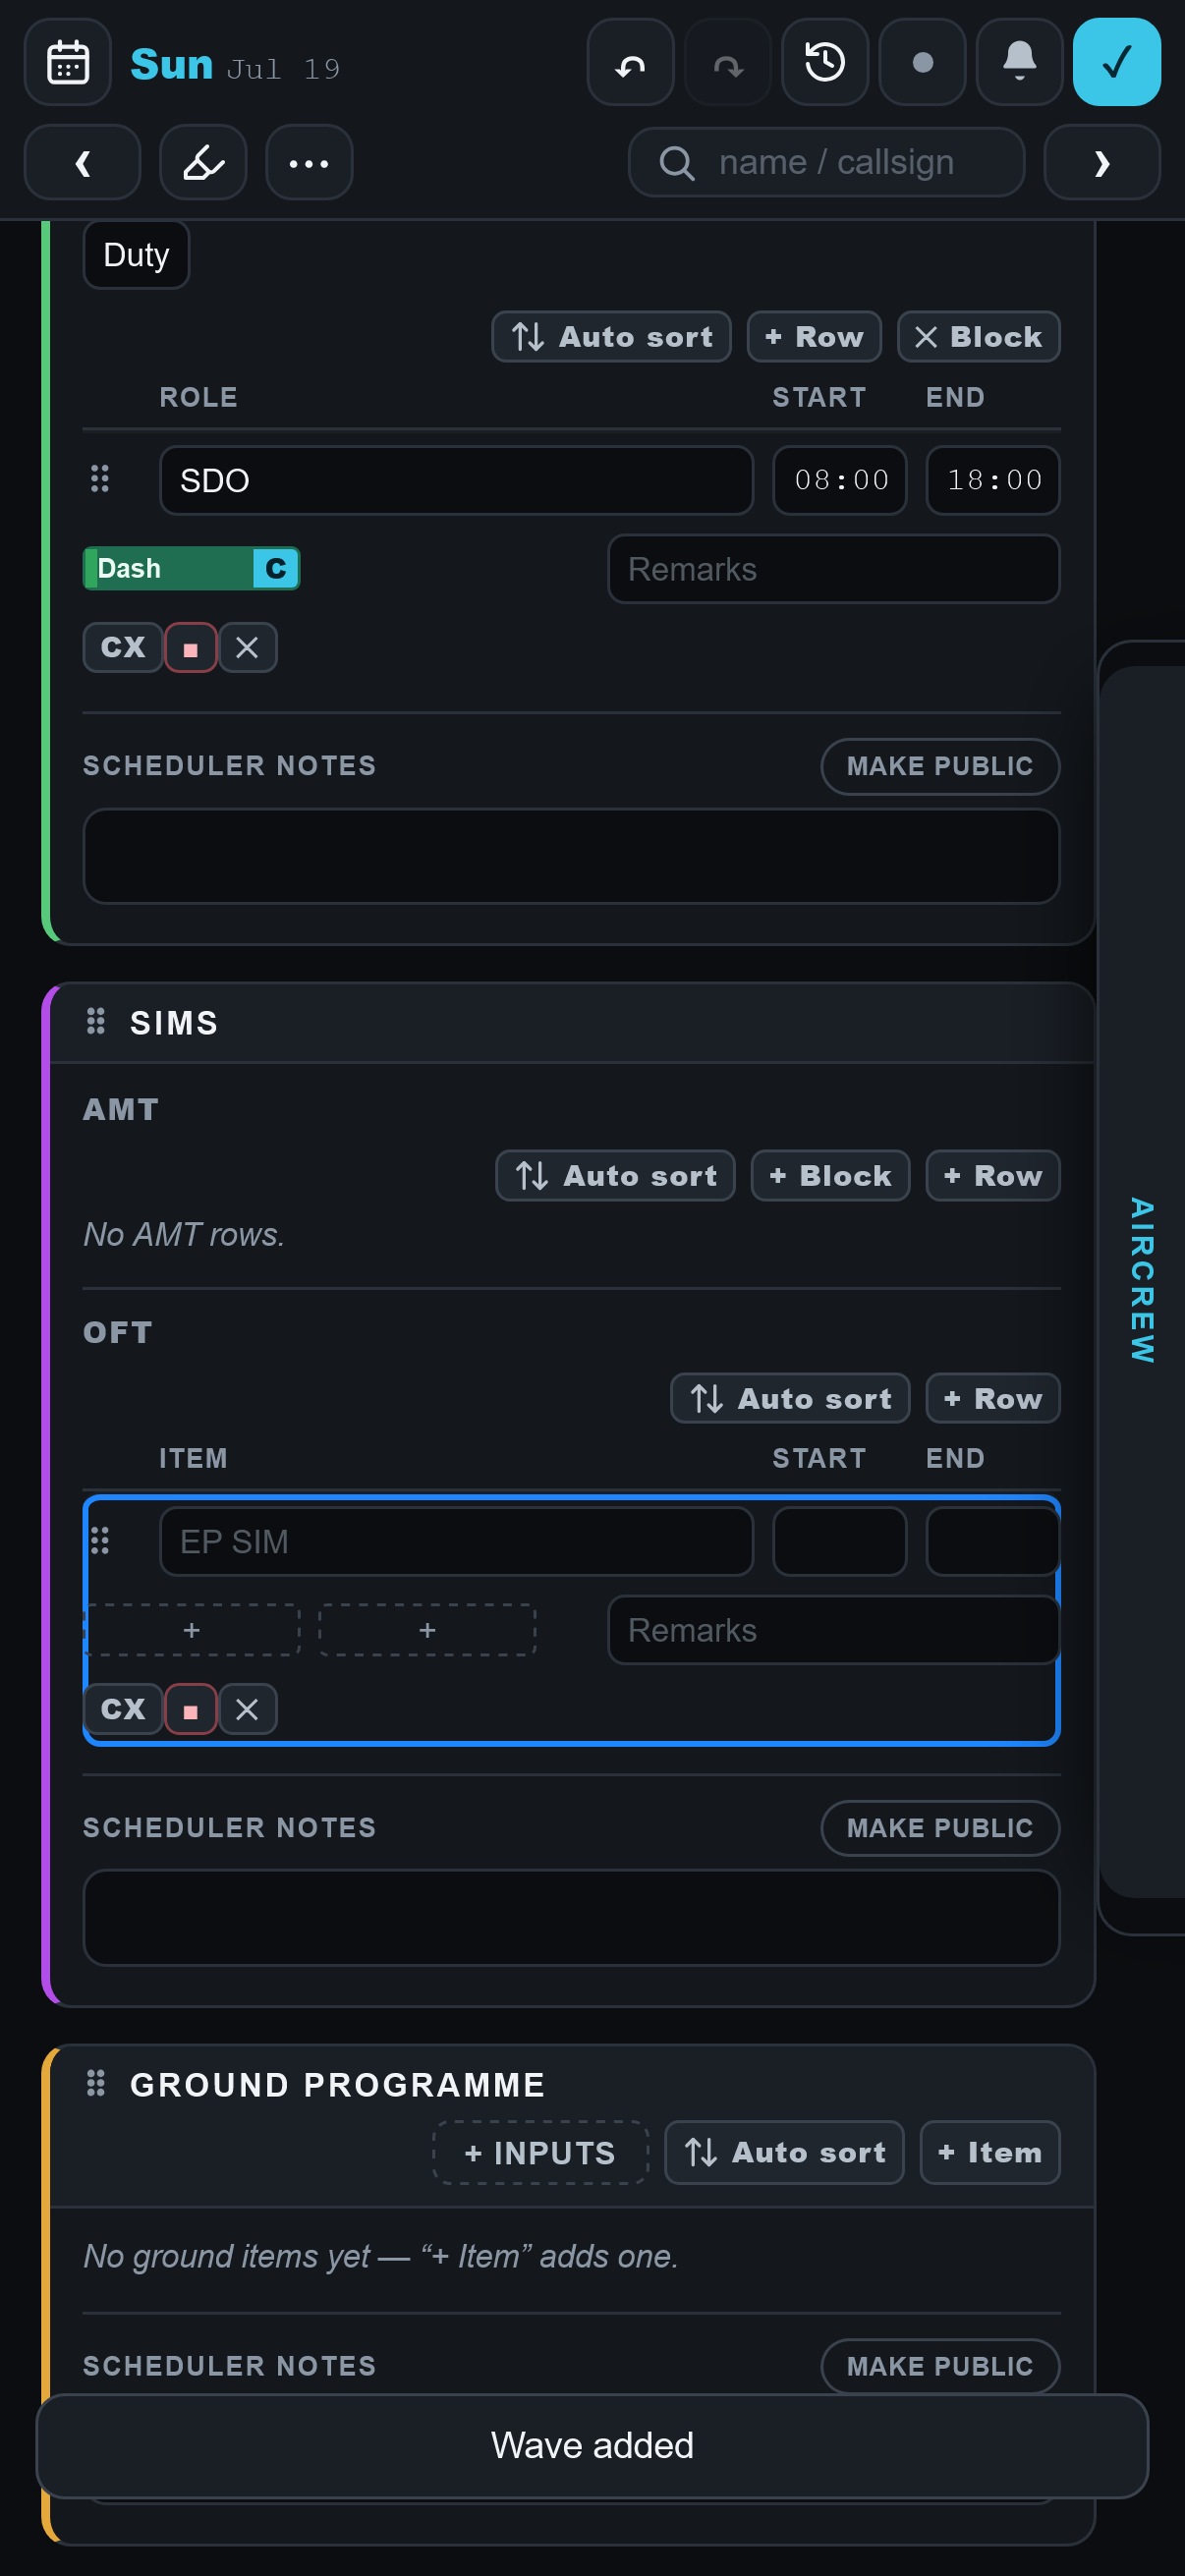 Sun Jul 19
name / callsign
Duty
Auto sort + Row × Block
ROLE START END
SDO 08:00 18:00
Dash C Remarks
CX ×
SCHEDULER NOTES MAKE PUBLIC
SIMS
AMT
Auto sort + Block + Row
No AMT rows.
OFT
Auto sort + Row
ITEM START END
EP SIM
+ + Remarks
CX ×
SCHEDULER NOTES MAKE PUBLIC
AIRCREW
GROUND PROGRAMME
+ INPUTS Auto sort + Item
No ground items yet — “+ Item” adds one.
SCHEDULER NOTES MAKE PUBLIC
Wave added